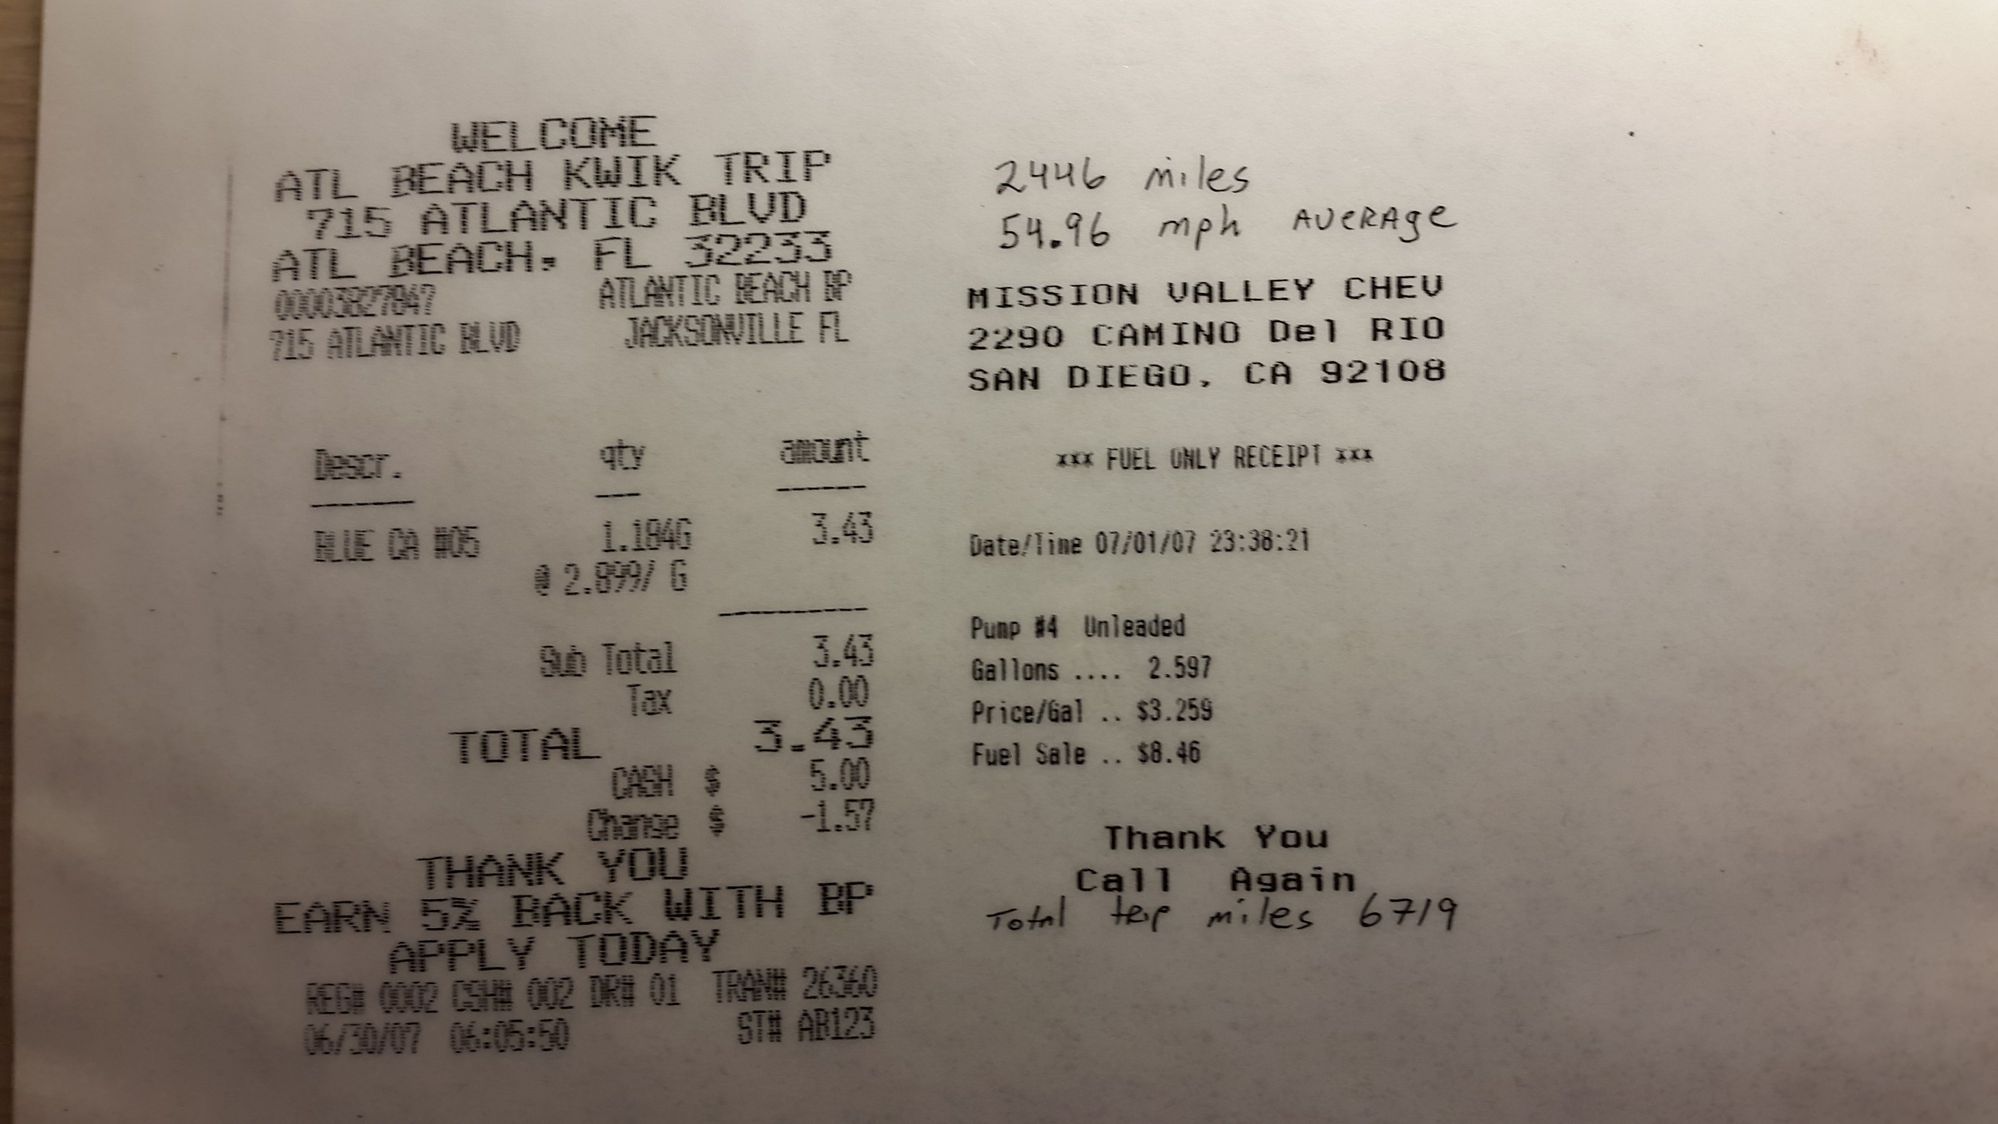 WELCOME
ATL BEACH KWIK TRIP
715 ATLANTIC BLVD
ATL BEACH, FL 32233
00003827847 ATLANTIC BEACH BP
715 ATLANTIC BLVD JACKSONVILLE FL
Descr. qty amount
BLUE CA #05 1.184G 3.43
@ 2.899/ G
Sub Total 3.43
Tax 0.00
TOTAL 3.43
CASH $ 5.00
Change $ -1.57
THANK YOU
EARN 5% BACK WITH BP
APPLY TODAY
REG# 0002 CSH# 002 DR# 01 TRAN# 26360
06/30/07 06:05:50 ST# AB123
2446 miles
54.96 mph AVERAge
MISSION VALLEY CHEV
2290 CAMINO Del RIO
SAN DIEGO, CA 92108
*** FUEL ONLY RECEIPT ***
Date/Time 07/01/07 23:38:21
Pump #4 Unleaded
Gallons .... 2.597
Price/Gal .. $3.259
Fuel Sale .. $8.46
Thank You
Call Again
Total trip miles 6719